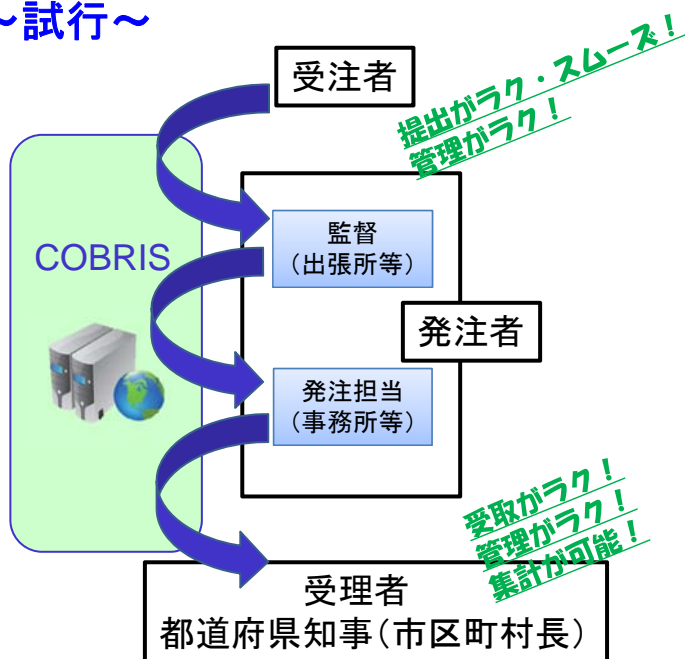 ～試行～
受注者
提出がラク・スムーズ！
管理がラク！
COBRIS
監督
（出張所等）
発注者
発注担当
（事務所等）
受取がラク！
管理がラク！
集計が可能！
受理者
都道府県知事（市区町村長）